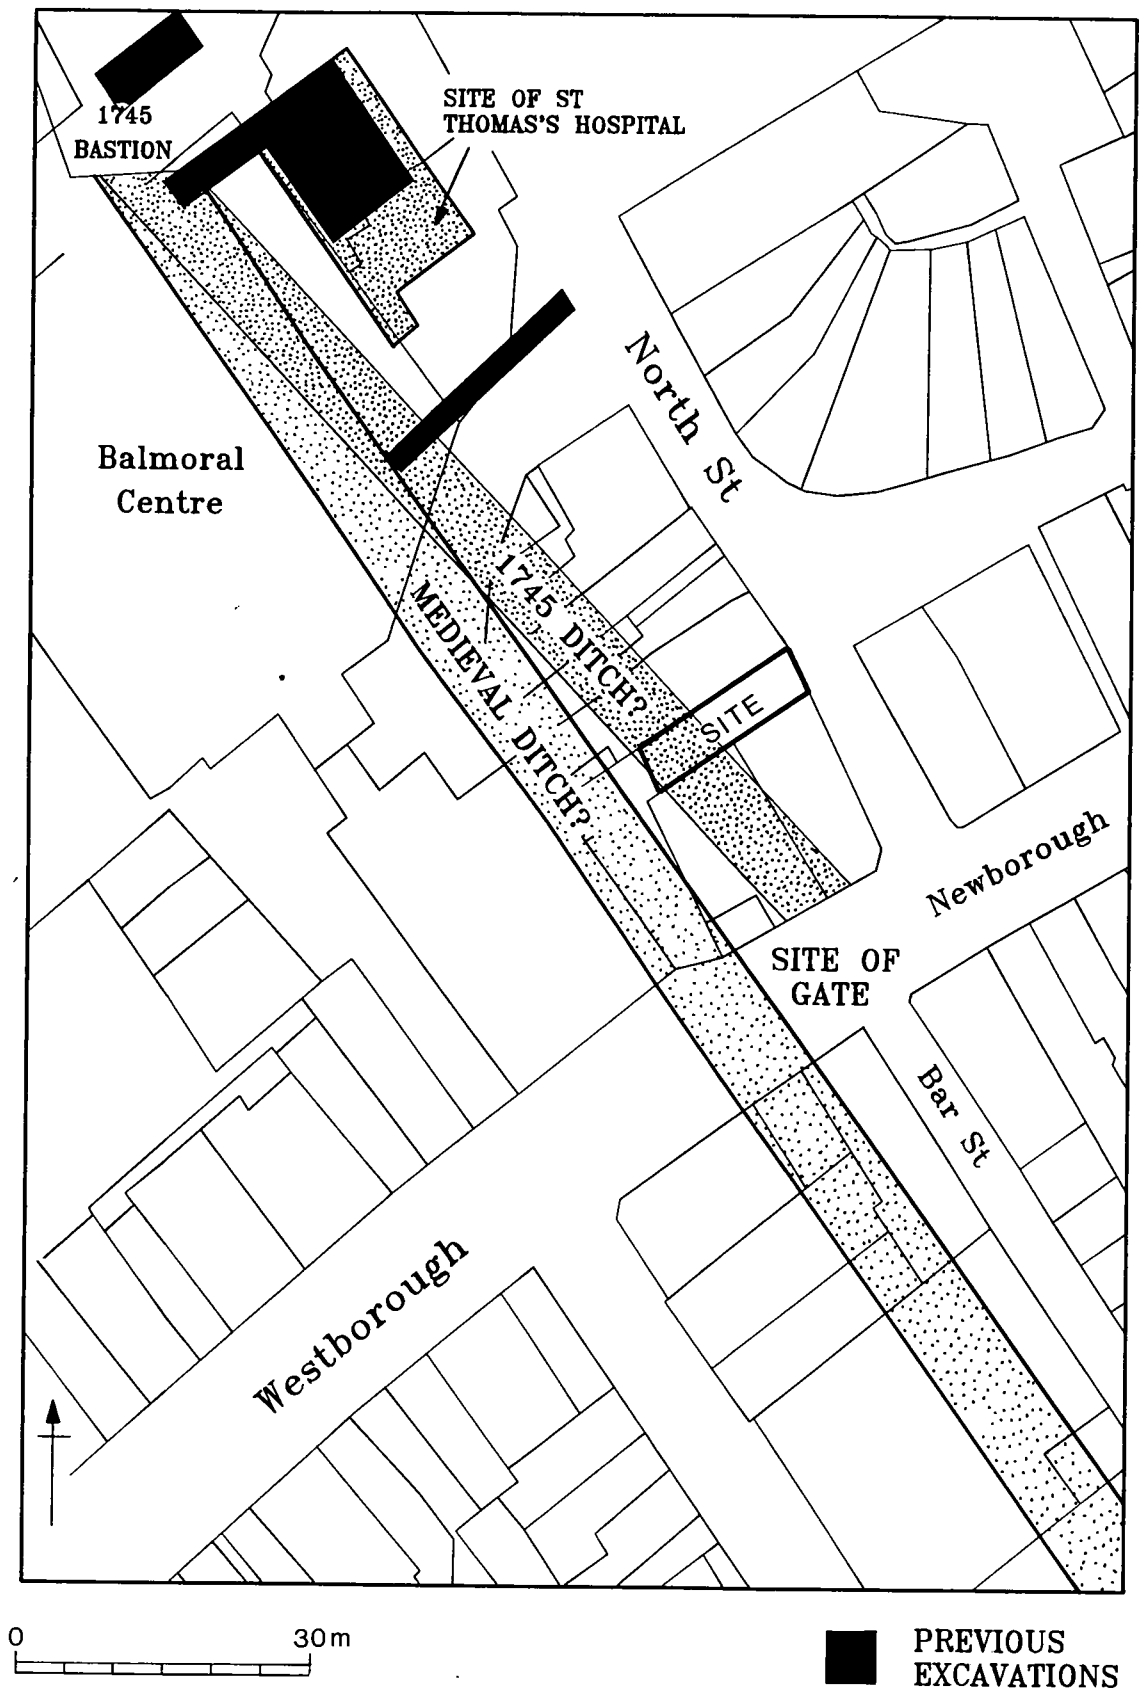 1745
BASTION
SITE OF ST
THOMAS'S HOSPITAL
North St
Balmoral
Centre
1745 DITCH?
MEDIEVAL DITCH?
SITE
Newborough
SITE OF
GATE
Bar St
Westborough
0 30m
PREVIOUS
EXCAVATIONS